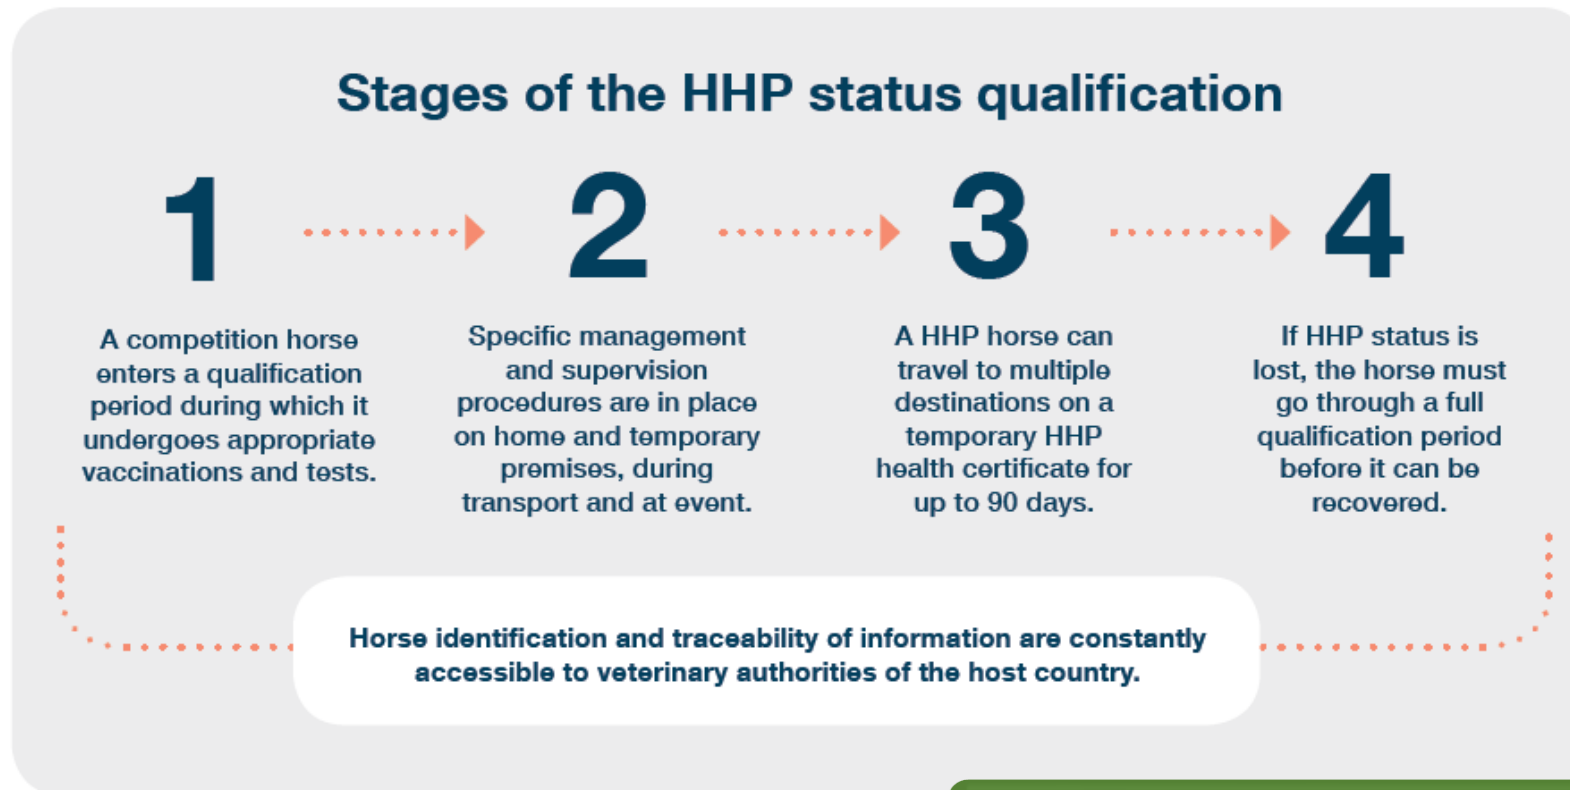 Stages of the HHP status qualification
1
2
3
4
A competition horse
enters a qualification
period during which it
undergoes appropriate
vaccinations and tests.
Specific management
and supervision
procedures are in place
on home and temporary
premises, during
transport and at event.
A HHP horse can
travel to multiple
destinations on a
temporary HHP
health certificate for
up to 90 days.
If HHP status is
lost, the horse must
go through a full
qualification period
before it can be
recovered.
Horse identification and traceability of information are constantly
accessible to veterinary authorities of the host country.